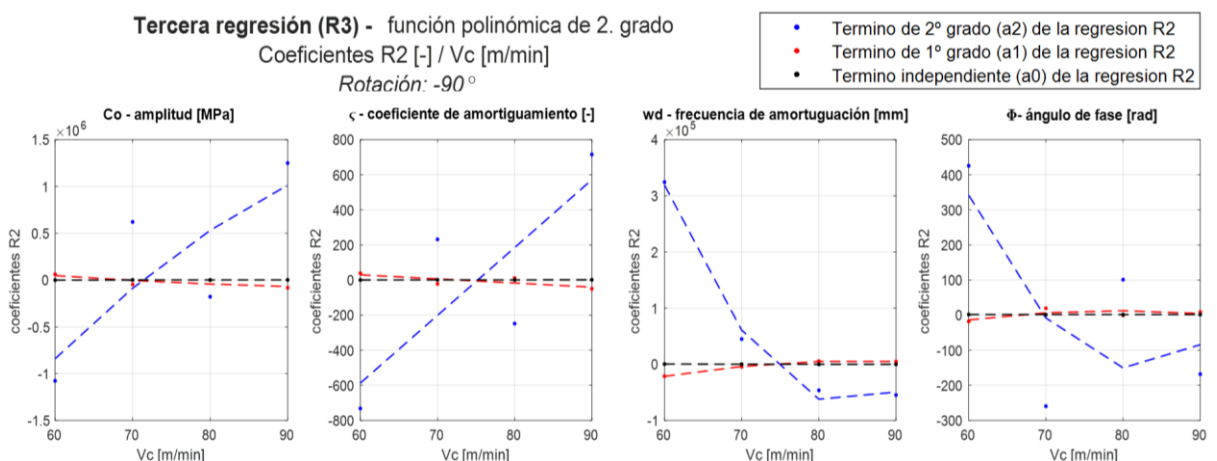 Tercera regresión (R3) - función polinómica de 2. grado
Coeficientes R2 [-] / Vc [m/min]
Rotación: -90°
Termino de 2º grado (a2) de la regresion R2
Termino de 1º grado (a1) de la regresion R2
Termino independiente (a0) de la regresion R2
Co - amplitud [MPa]
×10⁶
1.5
1
0.5
0
-0.5
-1
-1.5
coeficientes R2
60 70 80 90
Vc [m/min]
ς - coeficiente de amortiguamiento [-]
800
600
400
200
0
-200
-400
-600
-800
coeficientes R2
60 70 80 90
Vc [m/min]
wd - frecuencia de amortuguación [mm]
×10⁵
4
3
2
1
0
-1
coeficientes R2
60 70 80 90
Vc [m/min]
Φ- ángulo de fase [rad]
500
400
300
200
100
0
-100
-200
-300
coeficientes R2
60 70 80 90
Vc [m/min]